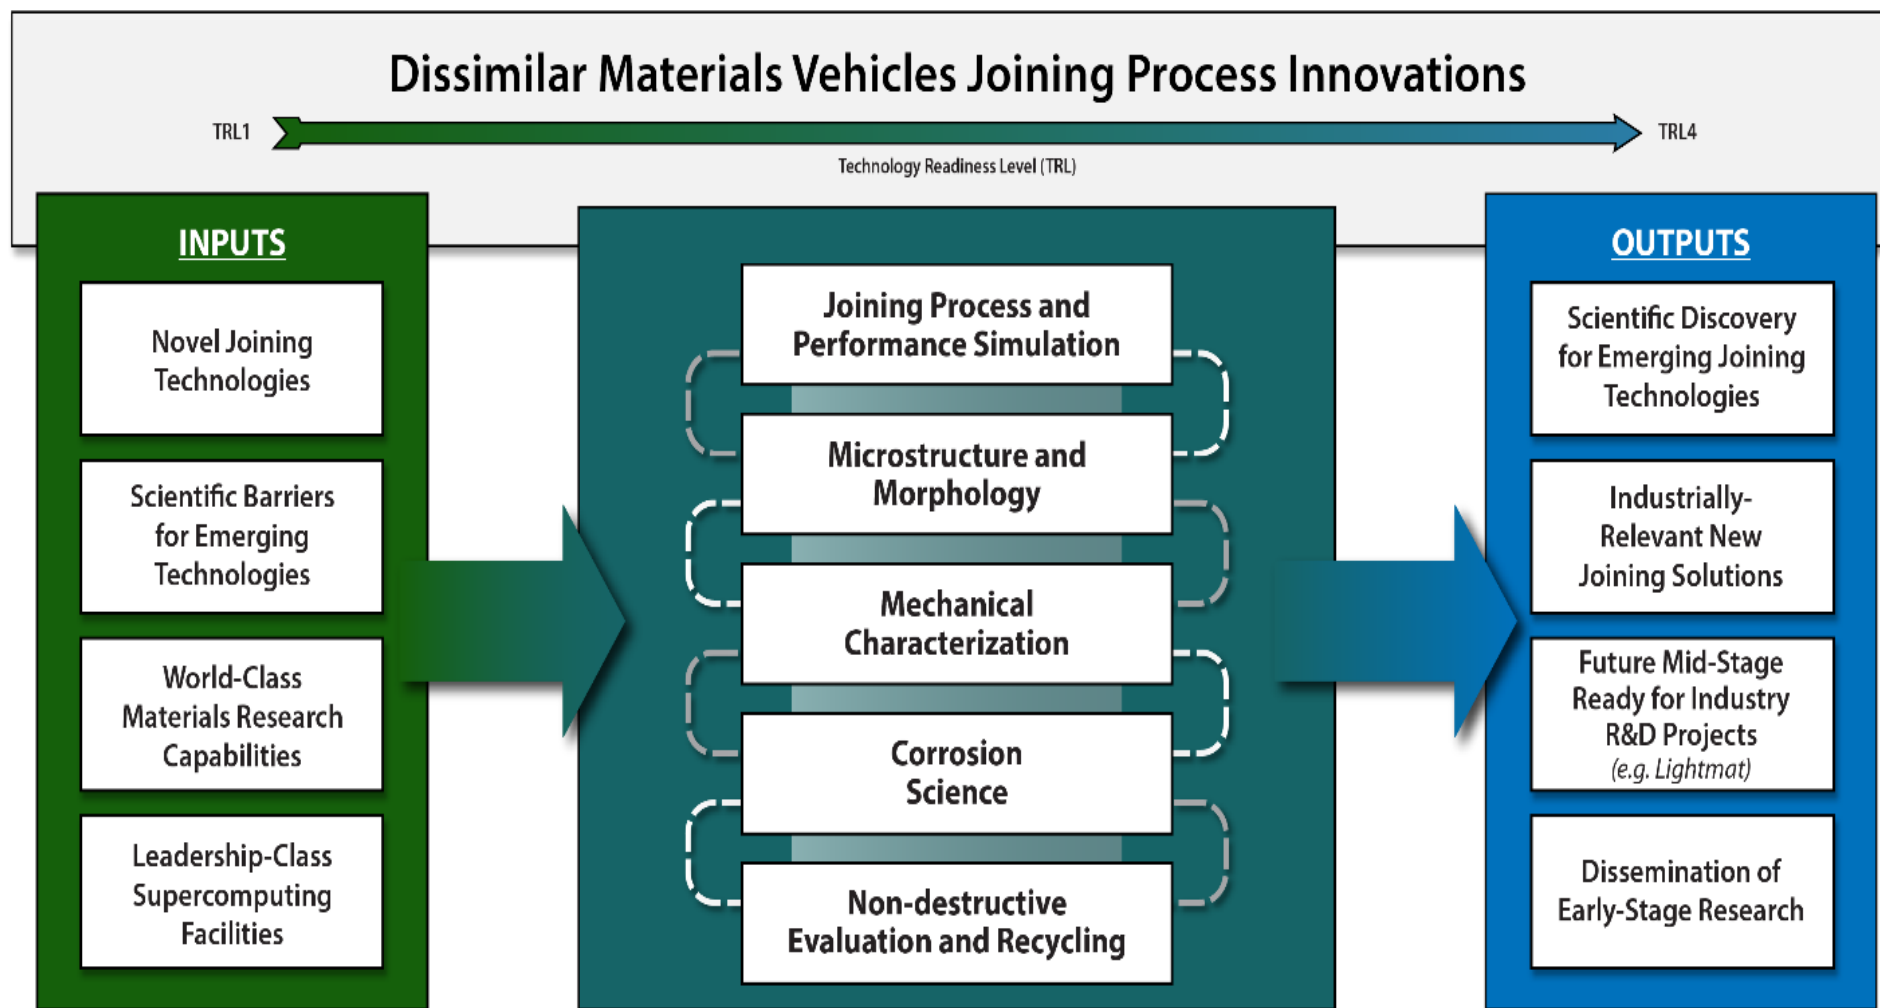 Dissimilar Materials Vehicles Joining Process Innovations
TRL1
TRL4
Technology Readiness Level (TRL)
INPUTS
Novel Joining
Technologies
Scientific Barriers
for Emerging
Technologies
World-Class
Materials Research
Capabilities
Leadership-Class
Supercomputing
Facilities
Joining Process and
Performance Simulation
Microstructure and
Morphology
Mechanical
Characterization
Corrosion
Science
Non-destructive
Evaluation and Recycling
OUTPUTS
Scientific Discovery
for Emerging Joining
Technologies
Industrially-
Relevant New
Joining Solutions
Future Mid-Stage
Ready for Industry
R&D Projects
(e.g. Lightmat)
Dissemination of
Early-Stage Research